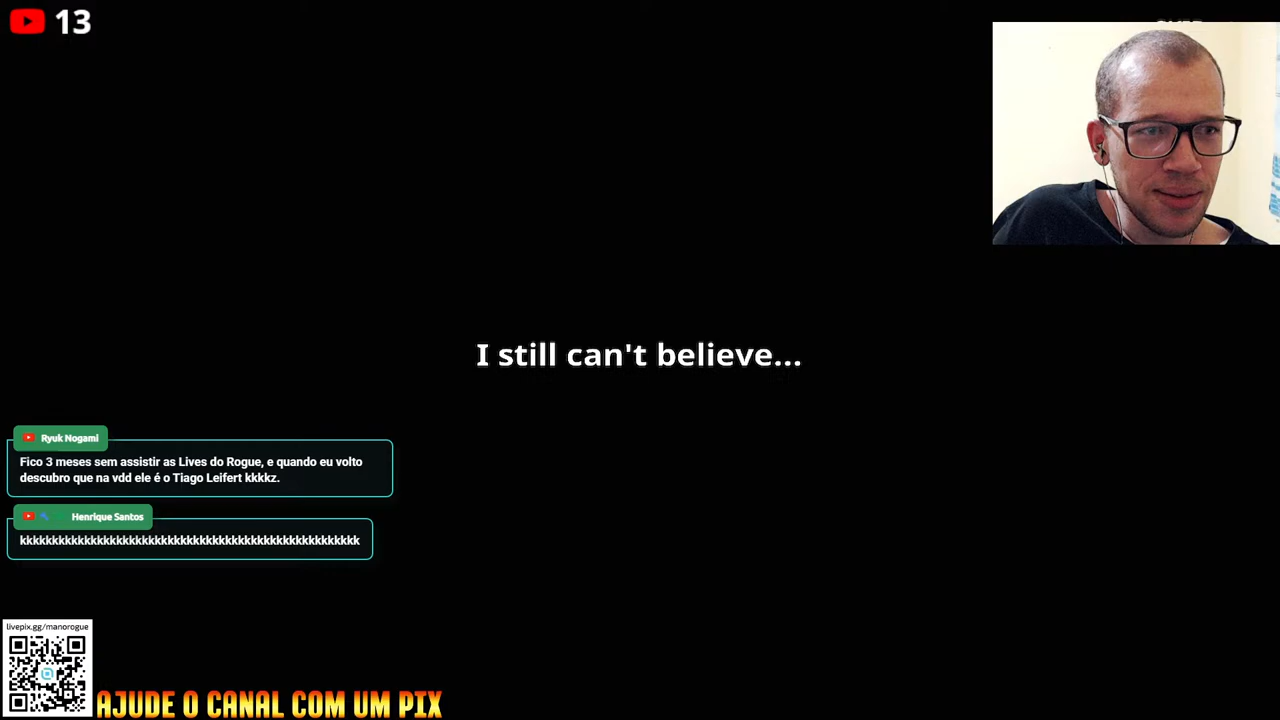 13
I still can't believe...
Ryuk Nogami
Fico 3 meses sem assistir as Lives do Rogue, e quando eu volto
descubro que na vdd ele é o Tiago Leifert kkkkz.
Henrique Santos
kkkkkkkkkkkkkkkkkkkkkkkkkkkkkkkkkkkkkkkkkkkkkkkkkkkkk
livepix.gg/manorogue
AJUDE O CANAL COM UM PIX